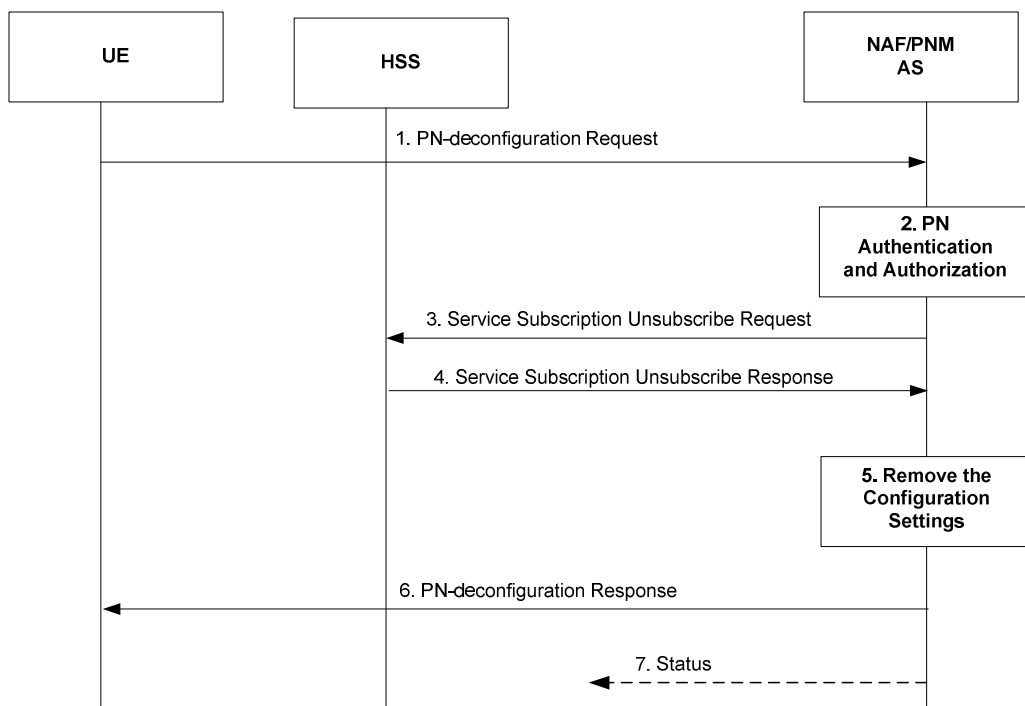 UE
HSS
NAF/PNM
AS
1. PN-deconfiguration Request
2. PN
Authentication
and Authorization
3. Service Subscription Unsubscribe Request
4. Service Subscription Unsubscribe Response
5. Remove the
Configuration
Settings
6. PN-deconfiguration Response
7. Status